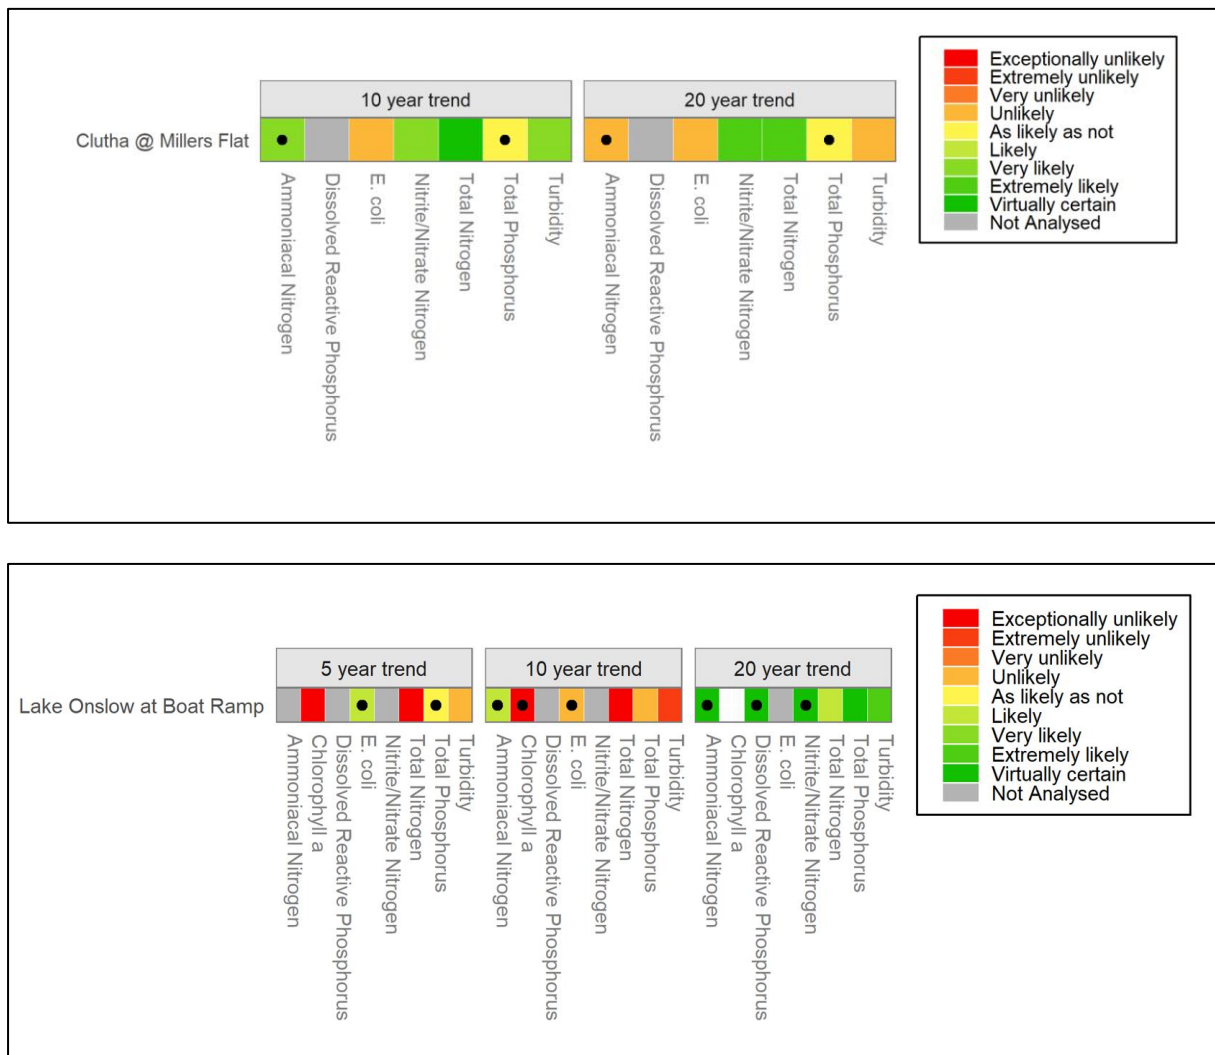 10 year trend
20 year trend
Clutha @ Millers Flat
Ammoniacal Nitrogen
Dissolved Reactive Phosphorus
E. coli
Nitrite/Nitrate Nitrogen
Total Nitrogen
Total Phosphorus
Turbidity
Ammoniacal Nitrogen
Dissolved Reactive Phosphorus
E. coli
Nitrite/Nitrate Nitrogen
Total Nitrogen
Total Phosphorus
Turbidity
Exceptionally unlikely
Extremely unlikely
Very unlikely
Unlikely
As likely as not
Likely
Very likely
Extremely likely
Virtually certain
Not Analysed
5 year trend
10 year trend
20 year trend
Lake Onslow at Boat Ramp
Ammoniacal Nitrogen
Chlorophyll a
Dissolved Reactive Phosphorus
E. coli
Nitrite/Nitrate Nitrogen
Total Nitrogen
Total Phosphorus
Turbidity
Ammoniacal Nitrogen
Chlorophyll a
Dissolved Reactive Phosphorus
E. coli
Nitrite/Nitrate Nitrogen
Total Nitrogen
Total Phosphorus
Turbidity
Ammoniacal Nitrogen
Chlorophyll a
Dissolved Reactive Phosphorus
E. coli
Nitrite/Nitrate Nitrogen
Total Nitrogen
Total Phosphorus
Turbidity
Exceptionally unlikely
Extremely unlikely
Very unlikely
Unlikely
As likely as not
Likely
Very likely
Extremely likely
Virtually certain
Not Analysed